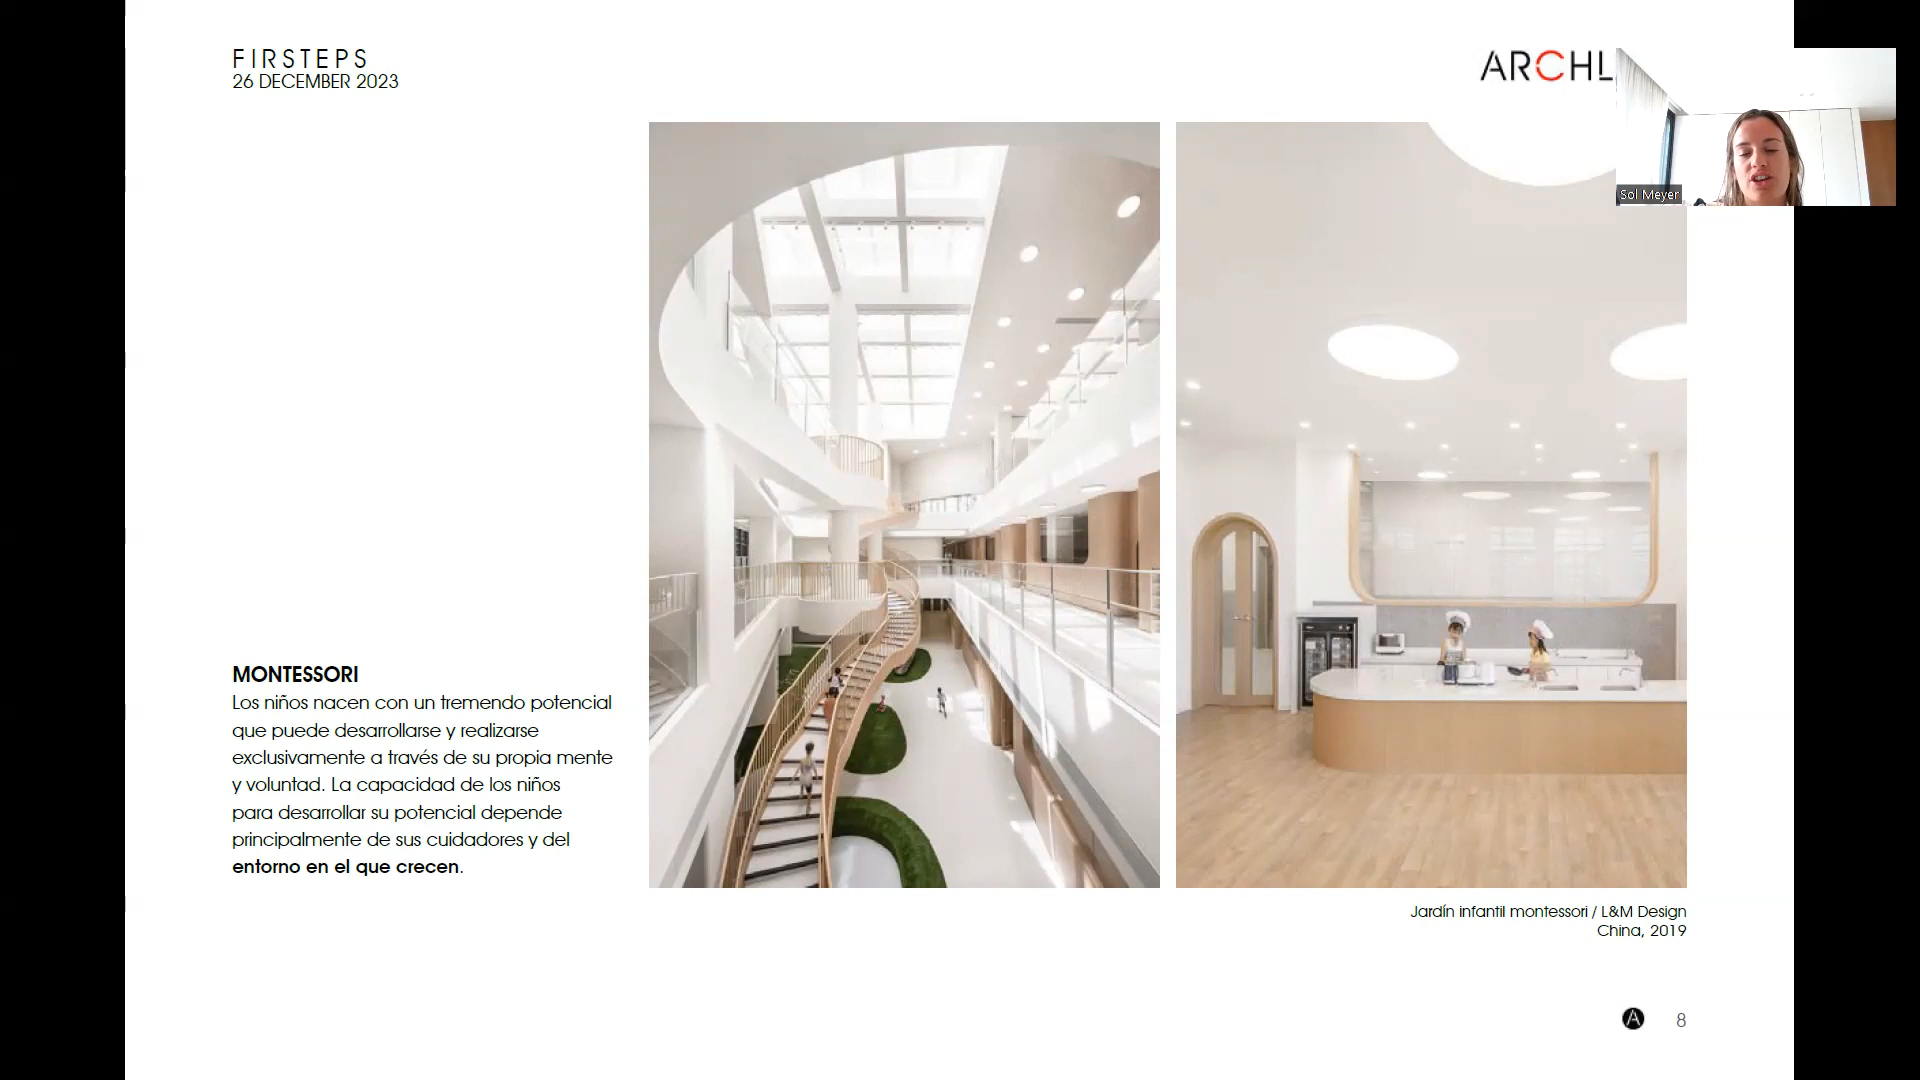 FIRSTEPS
26 DECEMBER 2023
ARCHL
Sol Meyer
MONTESSORI
Los niños nacen con un tremendo potencial
que puede desarrollarse y realizarse
exclusivamente a través de su propia mente
y voluntad. La capacidad de los niños
para desarrollar su potencial depende
principalmente de sus cuidadores y del
entorno en el que crecen.
Jardín infantil montessori / L&M Design
China, 2019
A
8